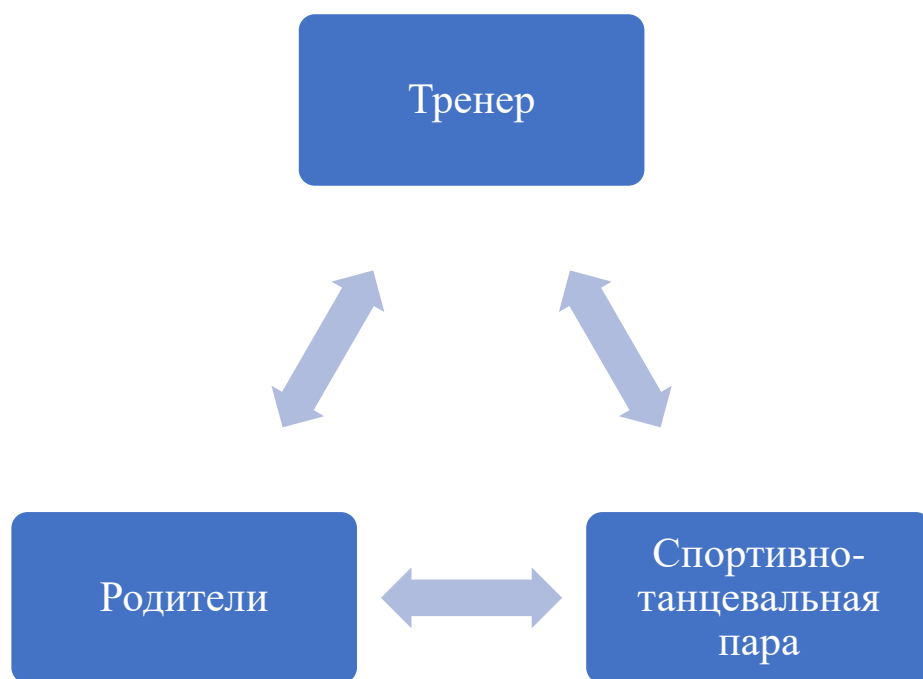 Тренер
Родители
Спортивно-
танцевальная
пара